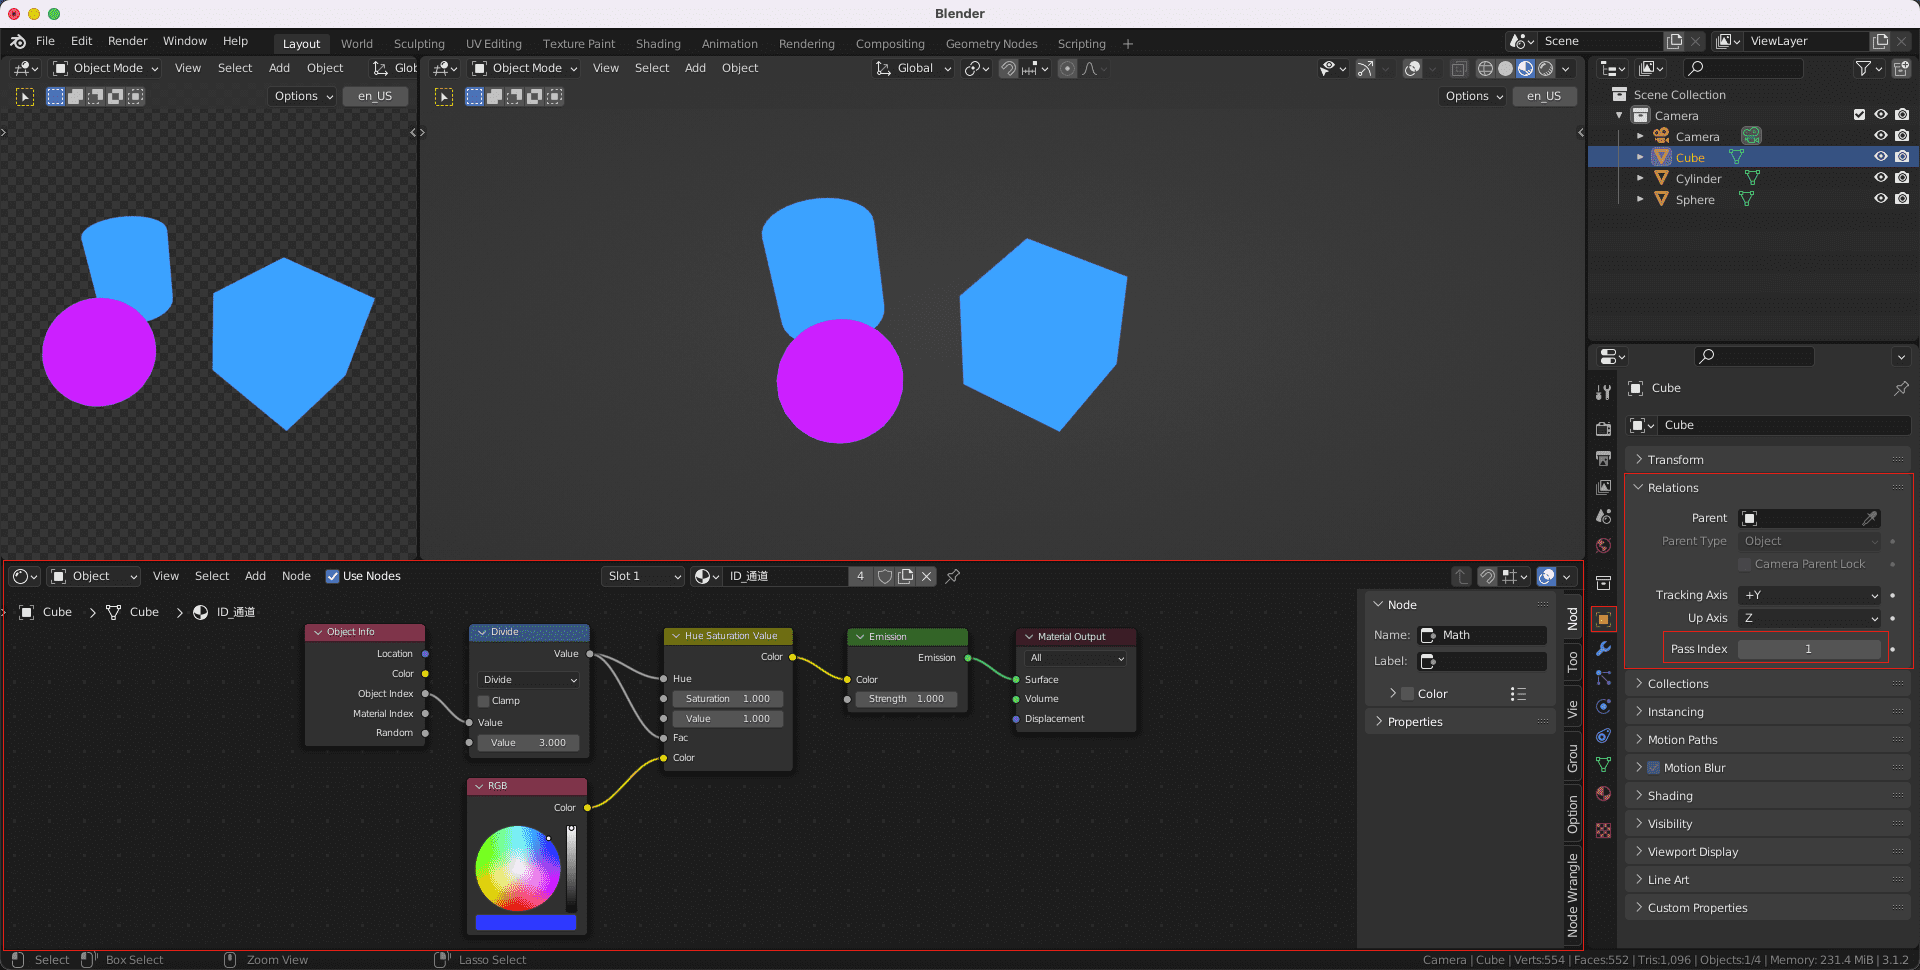 Blender
File Edit Render Window Help Layout World Sculpting UV Editing Texture Paint Shading Animation Rendering Compositing Geometry Nodes Scripting + Scene ViewLayer
Object Mode View Select Add Object Glob
Options en_US
Object Mode View Select Add Object Global
Options en_US
Scene Collection
Camera
Camera
Cube
Cylinder
Sphere
Cube
Cube
Transform
Relations
Parent
Parent Type Object
Camera Parent Lock
Tracking Axis +Y
Up Axis Z
Pass Index 1
Collections
Instancing
Motion Paths
Motion Blur
Shading
Visibility
Viewport Display
Line Art
Custom Properties
Object View Select Add Node Use Nodes Slot 1 ID_通道 4
Cube > Cube > ID_通道
Object Info
Location
Color
Object Index
Material Index
Random
Divide
Value
Divide
Clamp
Value
Value 3.000
RGB
Color
Hue Saturation Value
Color
Hue
Saturation 1.000
Value 1.000
Fac
Color
Emission
Emission
Color
Strength 1.000
Material Output
All
Surface
Volume
Displacement
Node
Name: Math
Label:
Color
Properties
Nod
Too
Vie
Grou
Option
Node Wrangle
Select Box Select Zoom View Lasso Select Camera | Cube | Verts:554 | Faces:552 | Tris:1,096 | Objects:1/4 | Memory: 231.4 MiB | 3.1.2